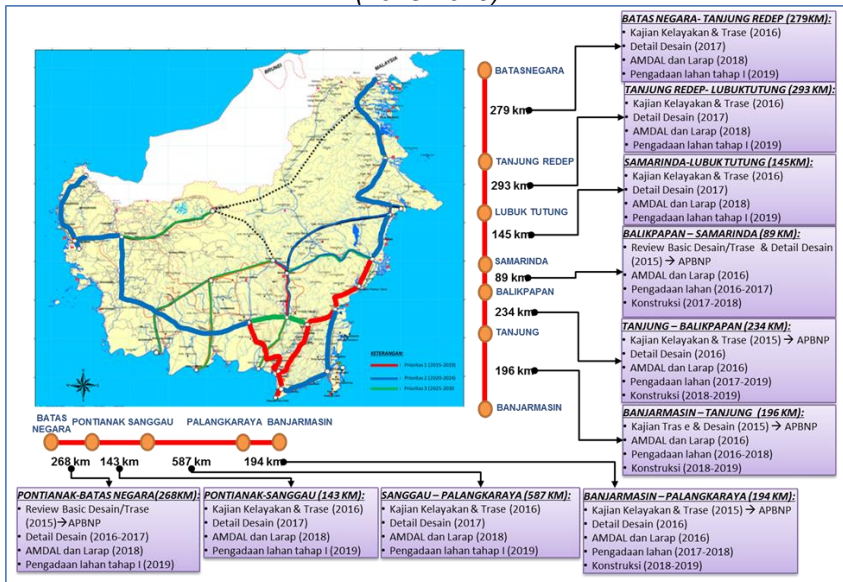 BATAS NEGARA- TANJUNG REDEP (279KM):
• Kajian Kelayakan & Trase (2016)
• Detail Desain (2017)
• AMDAL dan Larap (2018)
• Pengadaan lahan tahap I (2019)
TANJUNG REDEP- LUBUKTUTUNG (293 KM):
• Kajian Kelayakan & Trase (2016)
• Detail Desain (2017)
• AMDAL dan Larap (2018)
• Pengadaan lahan tahap I (2019)
SAMARINDA-LUBUK TUTUNG (145KM):
• Kajian Kelayakan & Trase (2016)
• Detail Desain (2017)
• AMDAL dan Larap (2018)
• Pengadaan lahan tahap I (2019)
BALIKPAPAN – SAMARINDA (89 KM):
• Review Basic Desain/Trase & Detail Desain
(2015) → APBNP
• AMDAL dan Larap (2016)
• Pengadaan lahan (2016-2017)
• Konstruksi (2017-2018)
TANJUNG – BALIKPAPAN (234 KM):
• Kajian Kelayakan & Trase (2015) → APBNP
• Detail Desain (2016)
• AMDAL dan Larap (2016)
• Pengadaan lahan (2017-2019)
• Konstruksi (2018-2019)
BANJARMASIN – TANJUNG (196 KM):
• Kajian Tras e & Desain (2015) → APBNP
• AMDAL dan Larap (2016)
• Pengadaan lahan (2016-2018)
• Konstruksi (2018-2019)
BATASNEGARA
279 km
TANJUNG REDEP
293 km
LUBUK TUTUNG
145 km
SAMARINDA
89 km
BALIKPAPAN
234 km
TANJUNG
196 km
BANJARMASIN
BRUNEI
MALAYSIA
KETERANGAN:
: Prioritas 1 (2015-2019)
: Prioritas 2 (2020-2024)
: Prioritas 3 (2025-2030
BATAS
NEGARA
PONTIANAK
SANGGAU
PALANGKARAYA
BANJARMASIN
268 km
143 km
587 km
194 km
PONTIANAK-BATAS NEGARA(268KM):
• Review Basic Desain/Trase
(2015)→APBNP
• Detail Desain (2016-2017)
• AMDAL dan Larap (2018)
• Pengadaan lahan tahap I (2019)
PONTIANAK-SANGGAU (143 KM):
• Kajian Kelayakan & Trase (2016)
• Detail Desain (2017)
• AMDAL dan Larap (2018)
• Pengadaan lahan tahap I (2019)
SANGGAU – PALANGKARAYA (587 KM):
• Kajian Kelayakan & Trase (2016)
• Detail Desain (2017)
• AMDAL dan Larap (2018)
• Pengadaan lahan tahap I (2019)
BANJARMASIN – PALANGKARAYA (194 KM):
• Kajian Kelayakan & Trase (2015) → APBNP
• Detail Desain (2016)
• AMDAL dan Larap (2016)
• Pengadaan lahan (2017-2018)
• Konstruksi (2018-2019)